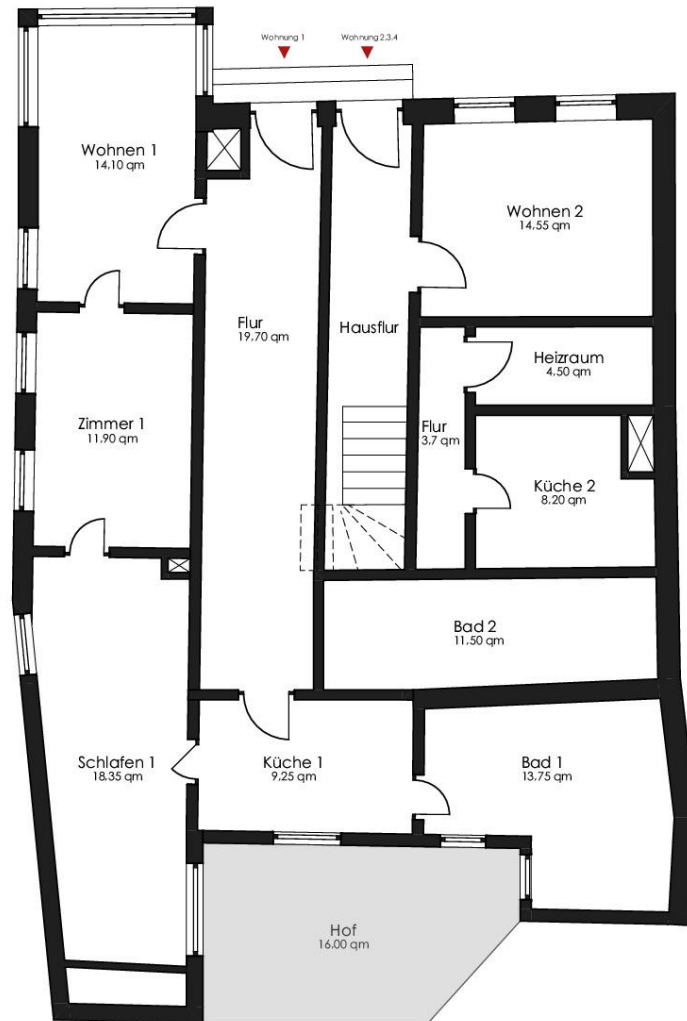 Wohnung 1
Wohnung 2,3,4
Wohnen 1
14,10 qm
Wohnen 2
14,55 qm
Flur
19,70 qm
Hausflur
Heizraum
4,50 qm
Zimmer 1
11,90 qm
Flur
3,7 qm
Küche 2
8,20 qm
Bad 2
11,50 qm
Schlafen 1
18,35 qm
Küche 1
9,25 qm
Bad 1
13,75 qm
Hof
16,00 qm